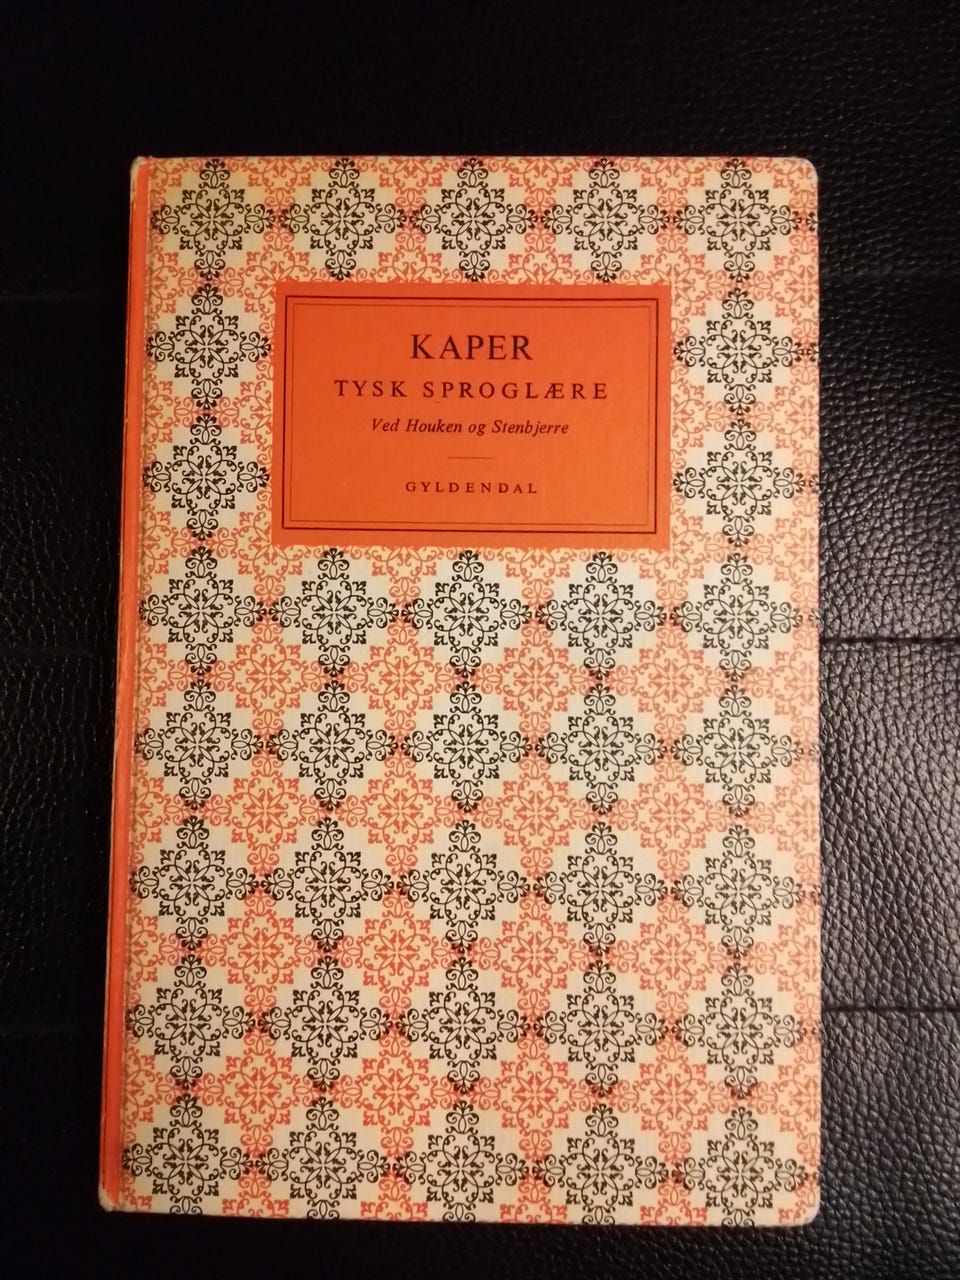 KAPER
TYSK SPROGLÆRE
Ved Houken og Stenbjerre
GYLDENDAL